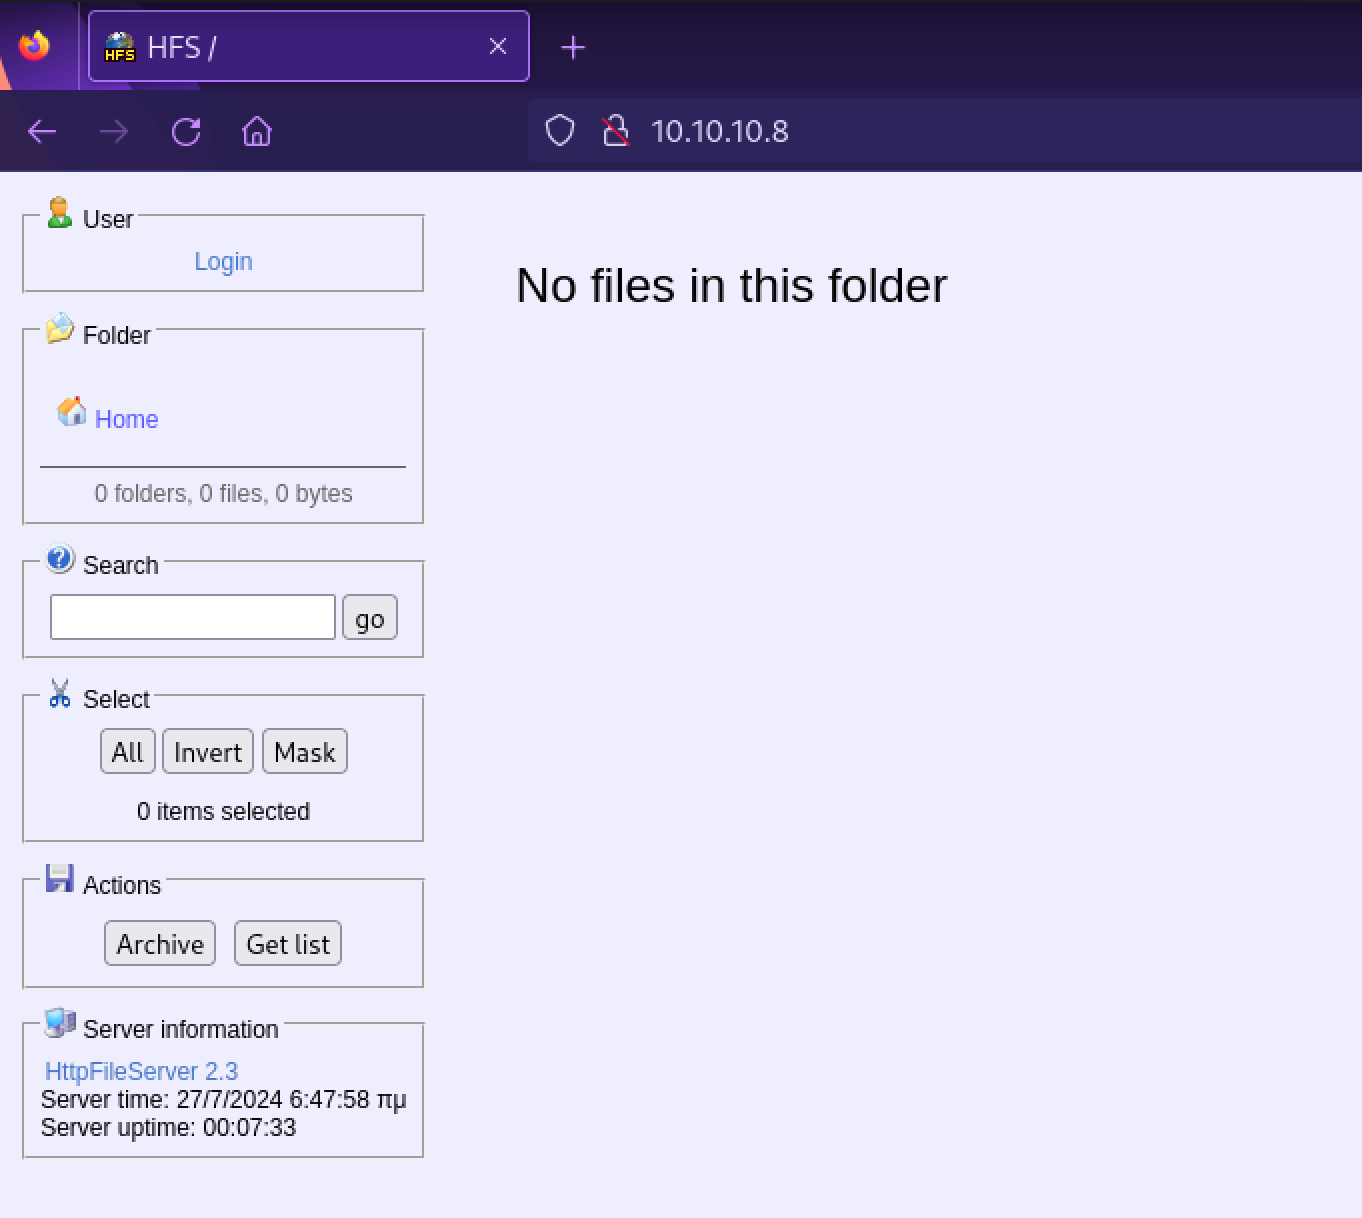 HFS /
10.10.10.8
User
Login
No files in this folder
Folder
Home
0 folders, 0 files, 0 bytes
Search
go
Select
All Invert Mask
0 items selected
Actions
Archive Get list
Server information
HttpFileServer 2.3
Server time: 27/7/2024 6:47:58 πμ
Server uptime: 00:07:33